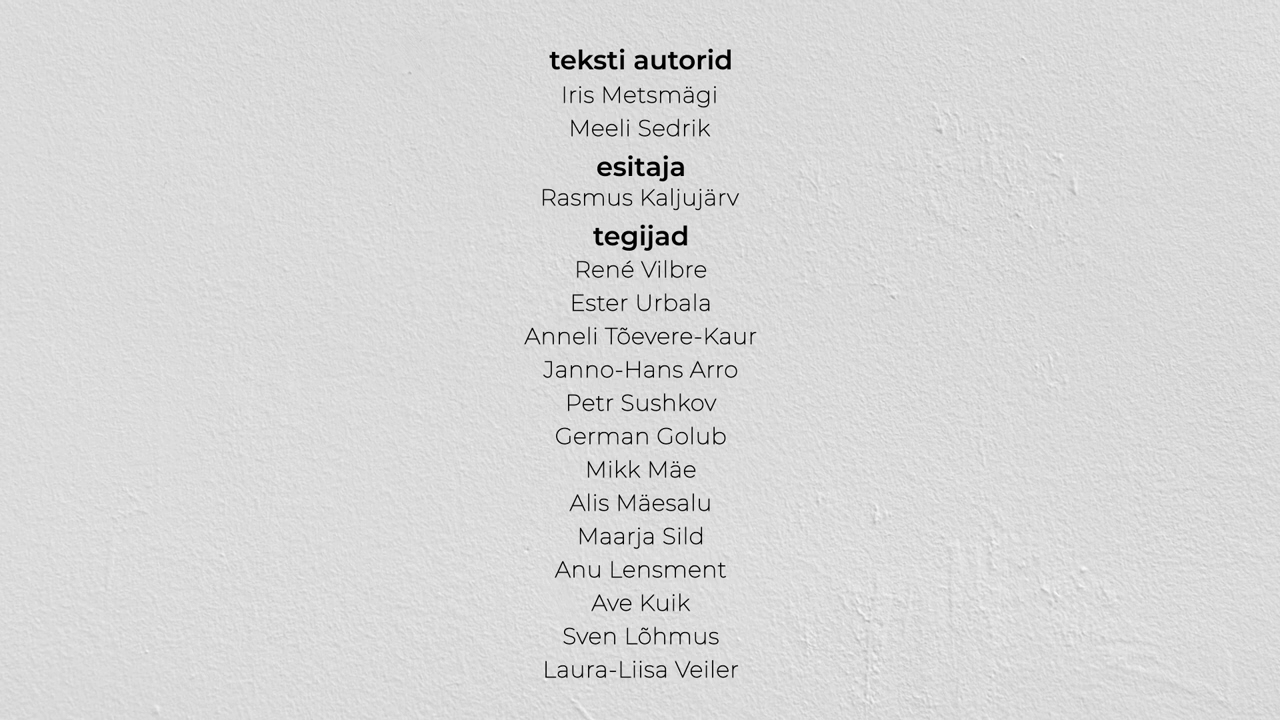 teksti autorid
Iris Metsmägi
Meeli Sedrik
esitaja
Rasmus Kaljujärv
tegijad
René Vilbre
Ester Urbala
Anneli Tõevere-Kaur
Janno-Hans Arro
Petr Sushkov
German Golub
Mikk Mäe
Alis Mäesalu
Maarja Sild
Anu Lensment
Ave Kuik
Sven Lõhmus
Laura-Liisa Veiler